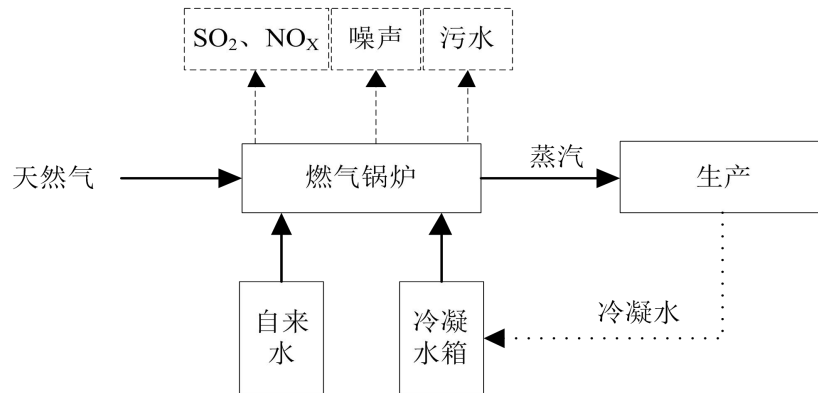 SO₂、NOX
噪声
污水
天然气
燃气锅炉
蒸汽
生产
自来
水
冷凝
水箱
冷凝水